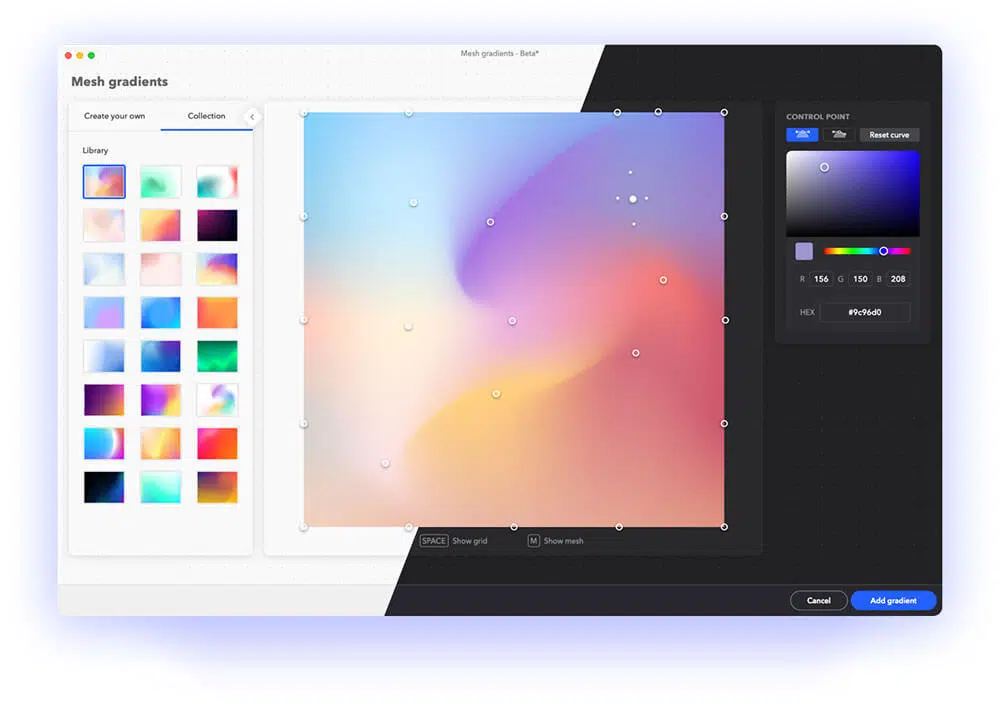 Mesh gradients - Beta*
Mesh gradients
Create your own
Collection
Library
SPACE Show grid
M Show mesh
CONTROL POINT
Reset curve
R 156 G 150 B 208
HEX #9c96d0
Cancel
Add gradient